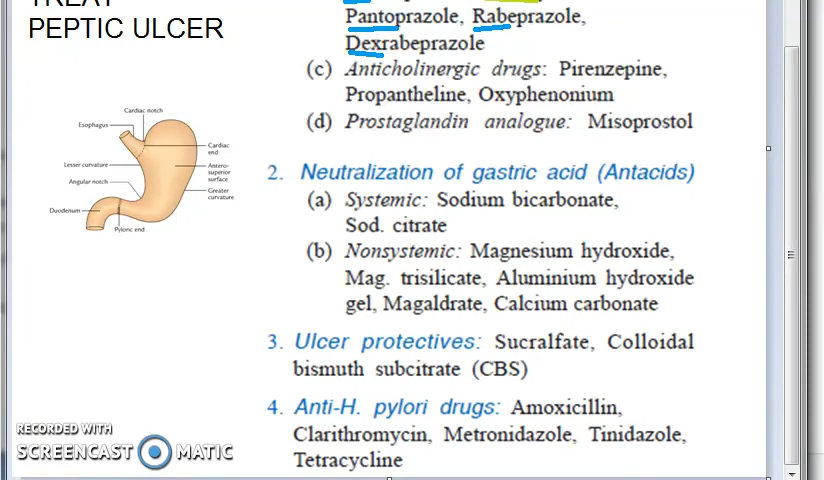 TREAT
PEPTIC ULCER
Pantoprazole, Rabeprazole,
Dexrabeprazole
(c) Anticholinergic drugs: Pirenzepine,
Propantheline, Oxyphenonium
(d) Prostaglandin analogue: Misoprostol
Cardiac notch
Esophagus
Cardiac
end
Lesser curvature
Antero-
superior
surface
Angular notch
Greater
curvature
Duodenum
Pyloric end
2. Neutralization of gastric acid (Antacids)
(a) Systemic: Sodium bicarbonate,
Sod. citrate
(b) Nonsystemic: Magnesium hydroxide,
Mag. trisilicate, Aluminium hydroxide
gel, Magaldrate, Calcium carbonate
3. Ulcer protectives: Sucralfate, Colloidal
bismuth subcitrate (CBS)
4. Anti-H. pylori drugs: Amoxicillin,
Clarithromycin, Metronidazole, Tinidazole,
Tetracycline
RECORDED WITH
SCREENCAST MATIC